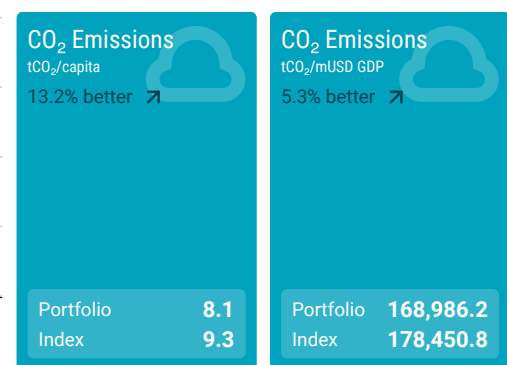 CO₂ Emissions
tCO₂/capita
13.2% better
Portfolio 8.1
Index 9.3
CO₂ Emissions
tCO₂/mUSD GDP
5.3% better
Portfolio 168,986.2
Index 178,450.8